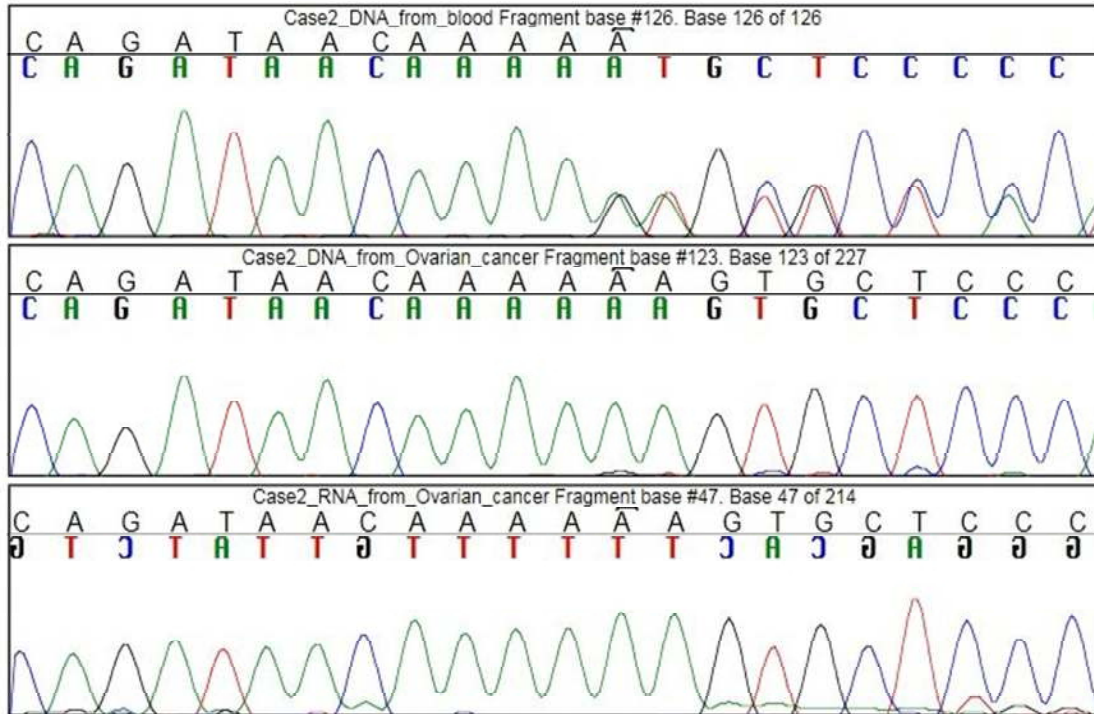 Case2_DNA_from_blood Fragment base #126. Base 126 of 126
C A G A T A A C A A A A A
C A G A T A A C A A A A A T G C T C C C C C
Case2_DNA_from_Ovarian_cancer Fragment base #123. Base 123 of 227
C A G A T A A C A A A A A A G T G C T C C C
C A G A T A A C A A A A A A G T G C T C C C
Case2_RNA_from_Ovarian_cancer Fragment base #47. Base 47 of 214
C A G A T A A C A A A A A A G T G C T C C C
G T C T A T T G T T T T T T C A C G A G G G